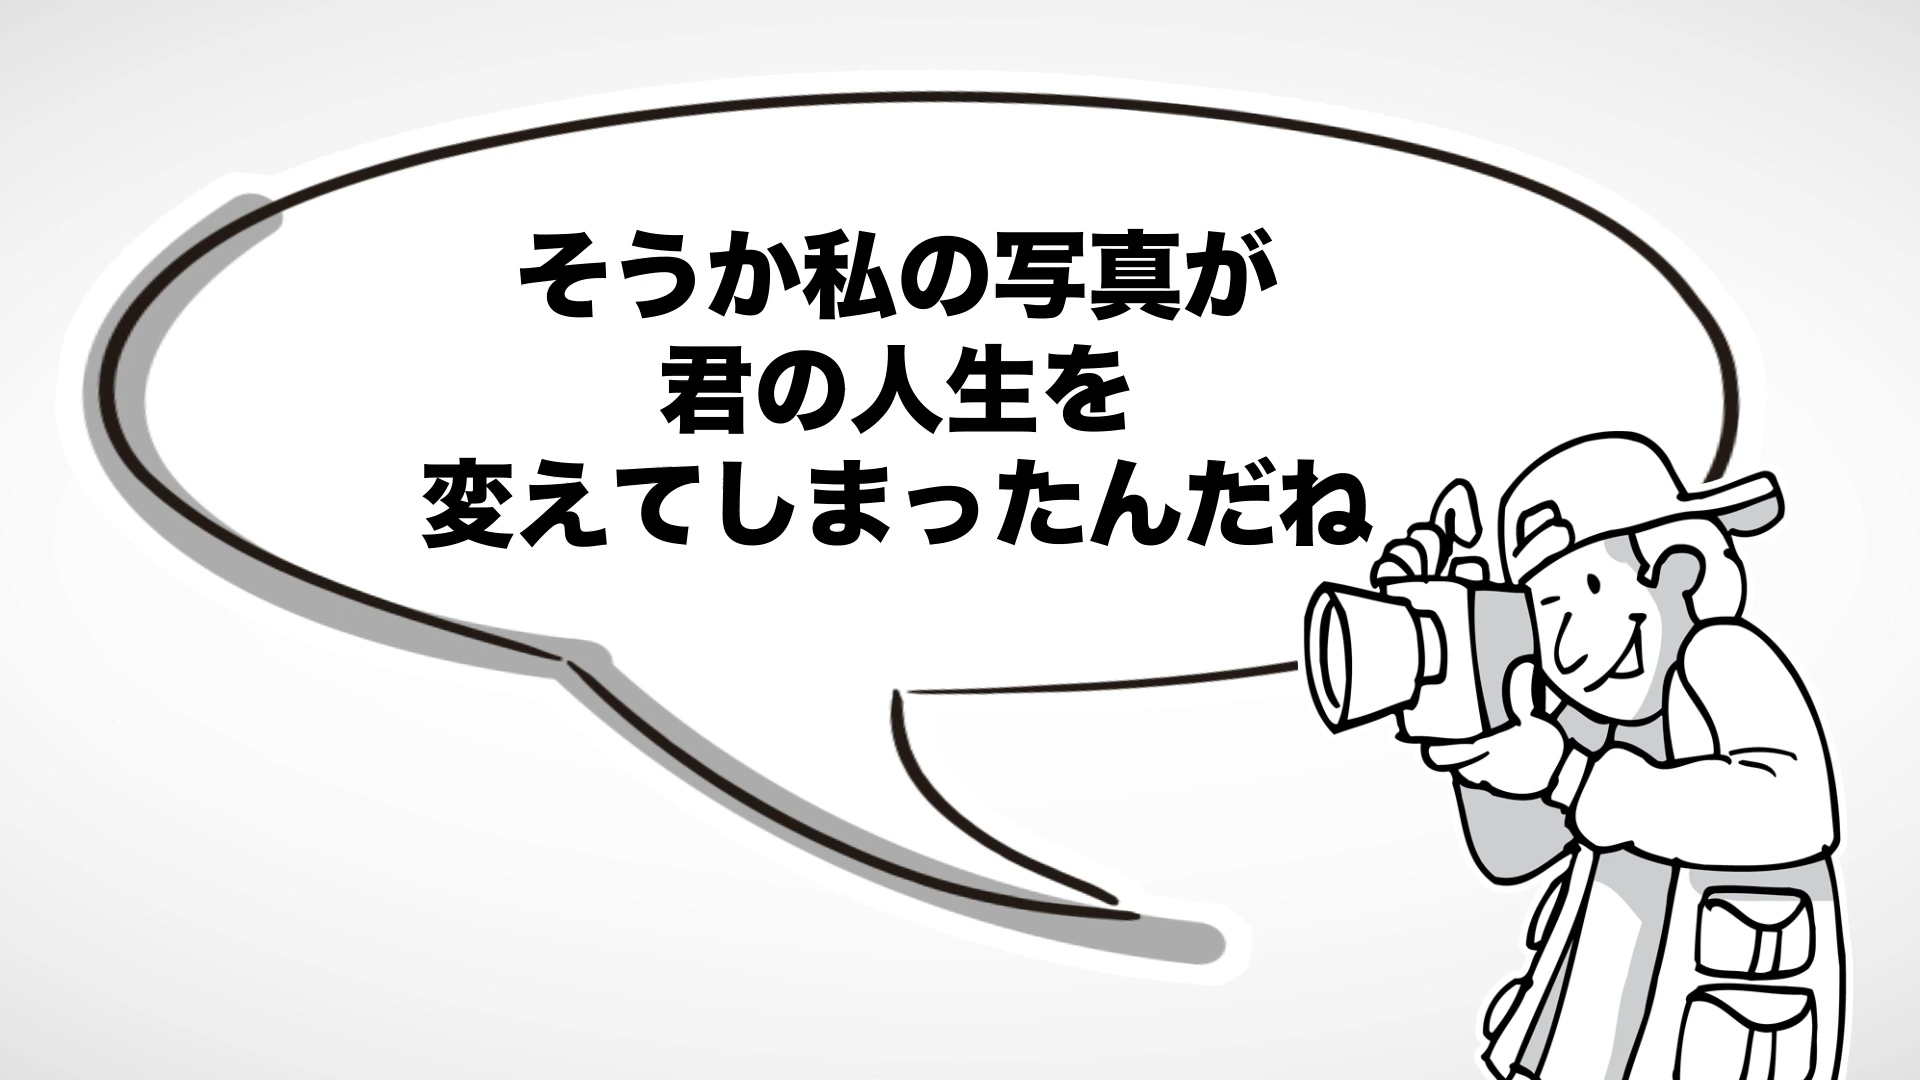 そうか私の写真が
君の人生を
変えてしまったんだね